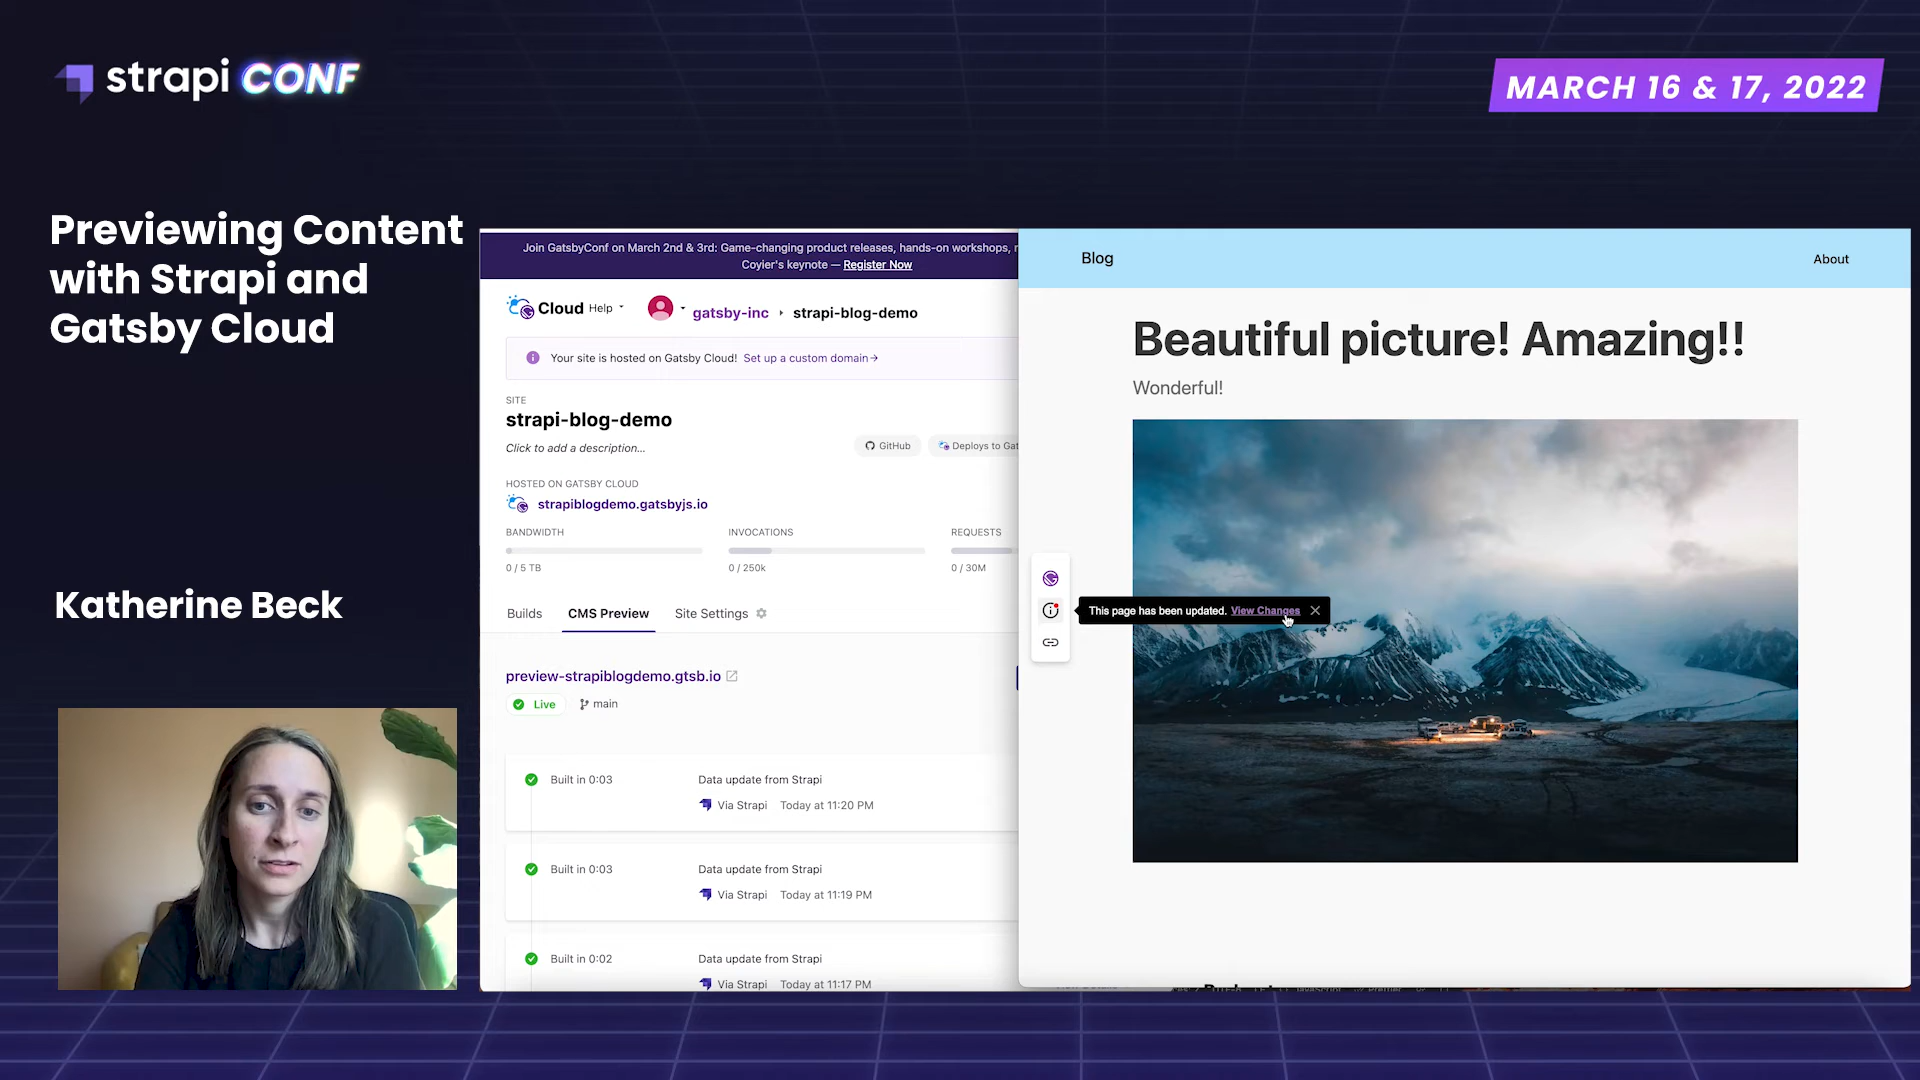 strapi CONF
MARCH 16 & 17, 2022
Previewing Content
with Strapi and
Gatsby Cloud
Katherine Beck
Join GatsbyConf on March 2nd & 3rd: Game-changing product releases, hands-on workshops,
Coyier's keynote — Register Now
Cloud Help gatsby-inc › strapi-blog-demo
Your site is hosted on Gatsby Cloud! Set up a custom domain→
SITE
strapi-blog-demo
Click to add a description...
GitHub Deploys to Gat
HOSTED ON GATSBY CLOUD
strapiblogdemo.gatsbyjs.io
BANDWIDTH INVOCATIONS REQUESTS
0 / 5 TB 0 / 250k 0 / 30M
Builds CMS Preview Site Settings
preview-strapiblogdemo.gtsb.io
Live main
Built in 0:03 Data update from Strapi
Via Strapi Today at 11:20 PM
Built in 0:03 Data update from Strapi
Via Strapi Today at 11:19 PM
Built in 0:02 Data update from Strapi
Via Strapi Today at 11:17 PM
Blog About
Beautiful picture! Amazing!!
Wonderful!
This page has been updated. View Changes